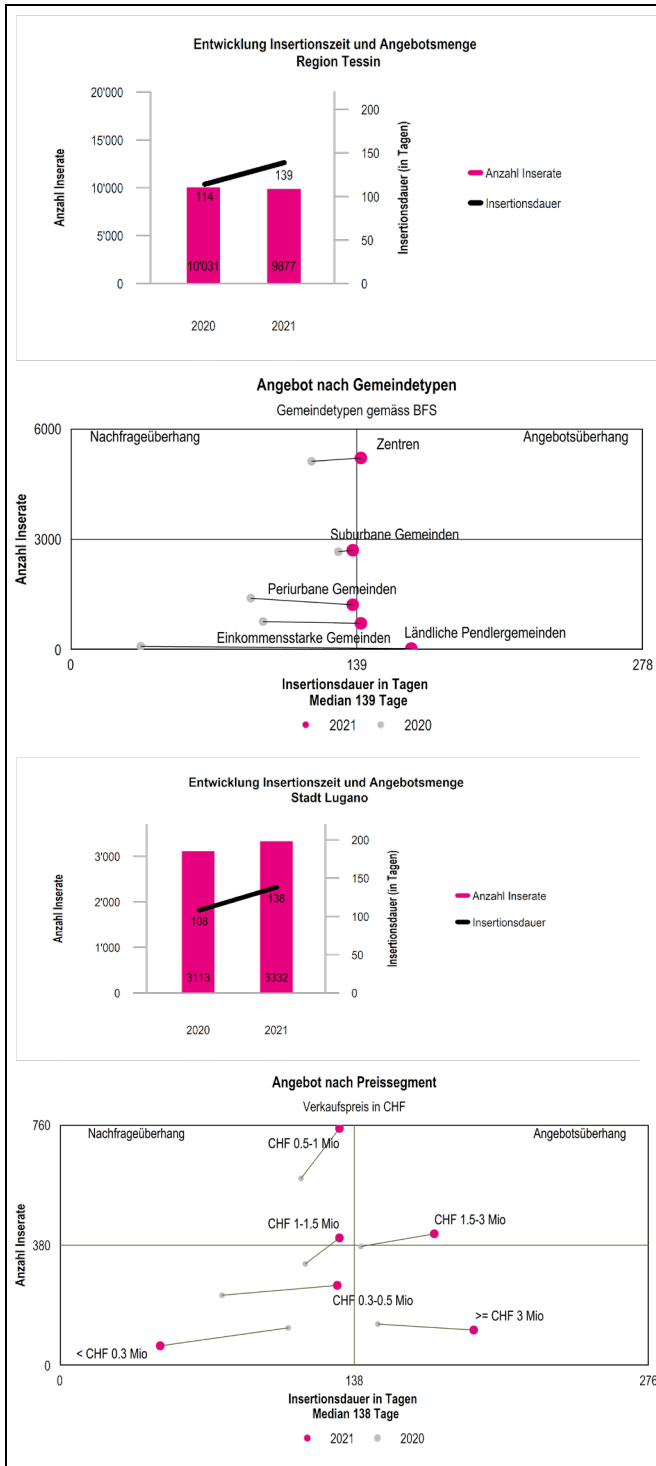 Entwicklung Insertionszeit und Angebotsmenge
Region Tessin
20'000
15'000
10'000
5'000
0
Anzahl Inserate
114
139
10'031
9877
2020
2021
200
150
100
50
0
Insertionsdauer (in Tagen)
Anzahl Inserate
Insertionsdauer
Angebot nach Gemeindetypen
Gemeindetypen gemäss BFS
6000
Nachfrageüberhang
Angebotsüberhang
Zentren
3000
Suburbane Gemeinden
Periurbane Gemeinden
Einkommensstarke Gemeinden
Ländliche Pendlergemeinden
0
Anzahl Inserate
0
139
278
Insertionsdauer in Tagen
Median 139 Tage
2021
2020
Entwicklung Insertionszeit und Angebotsmenge
Stadt Lugano
3'000
2'000
1'000
0
Anzahl Inserate
108
138
3113
3332
2020
2021
200
150
100
50
0
Insertionsdauer (in Tagen)
Anzahl Inserate
Insertionsdauer
Angebot nach Preissegment
Verkaufspreis in CHF
760
Nachfrageüberhang
Angebotsüberhang
CHF 0.5-1 Mio
CHF 1-1.5 Mio
CHF 1.5-3 Mio
380
CHF 0.3-0.5 Mio
>= CHF 3 Mio
< CHF 0.3 Mio
0
Anzahl Inserate
0
138
276
Insertionsdauer in Tagen
Median 138 Tage
2021
2020